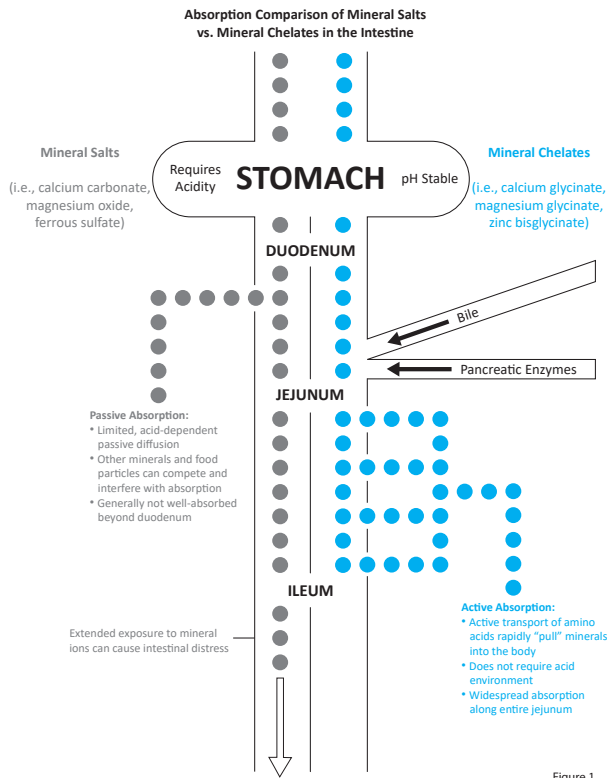 Absorption Comparison of Mineral Salts
vs. Mineral Chelates in the Intestine
Mineral Salts
(i.e., calcium carbonate,
magnesium oxide,
ferrous sulfate)
Requires
Acidity
STOMACH
pH Stable
Mineral Chelates
(i.e., calcium glycinate,
magnesium glycinate,
zinc bisglycinate)
DUODENUM
Bile
Pancreatic Enzymes
JEJUNUM
Passive Absorption:
• Limited, acid-dependent
passive diffusion
• Other minerals and food
particles can compete and
interfere with absorption
• Generally not well-absorbed
beyond duodenum
ILEUM
Extended exposure to mineral
ions can cause intestinal distress
Active Absorption:
• Active transport of amino
acids rapidly “pull” minerals
into the body
• Does not require acid
environment
• Widespread absorption
along entire jejunum
Figure 1